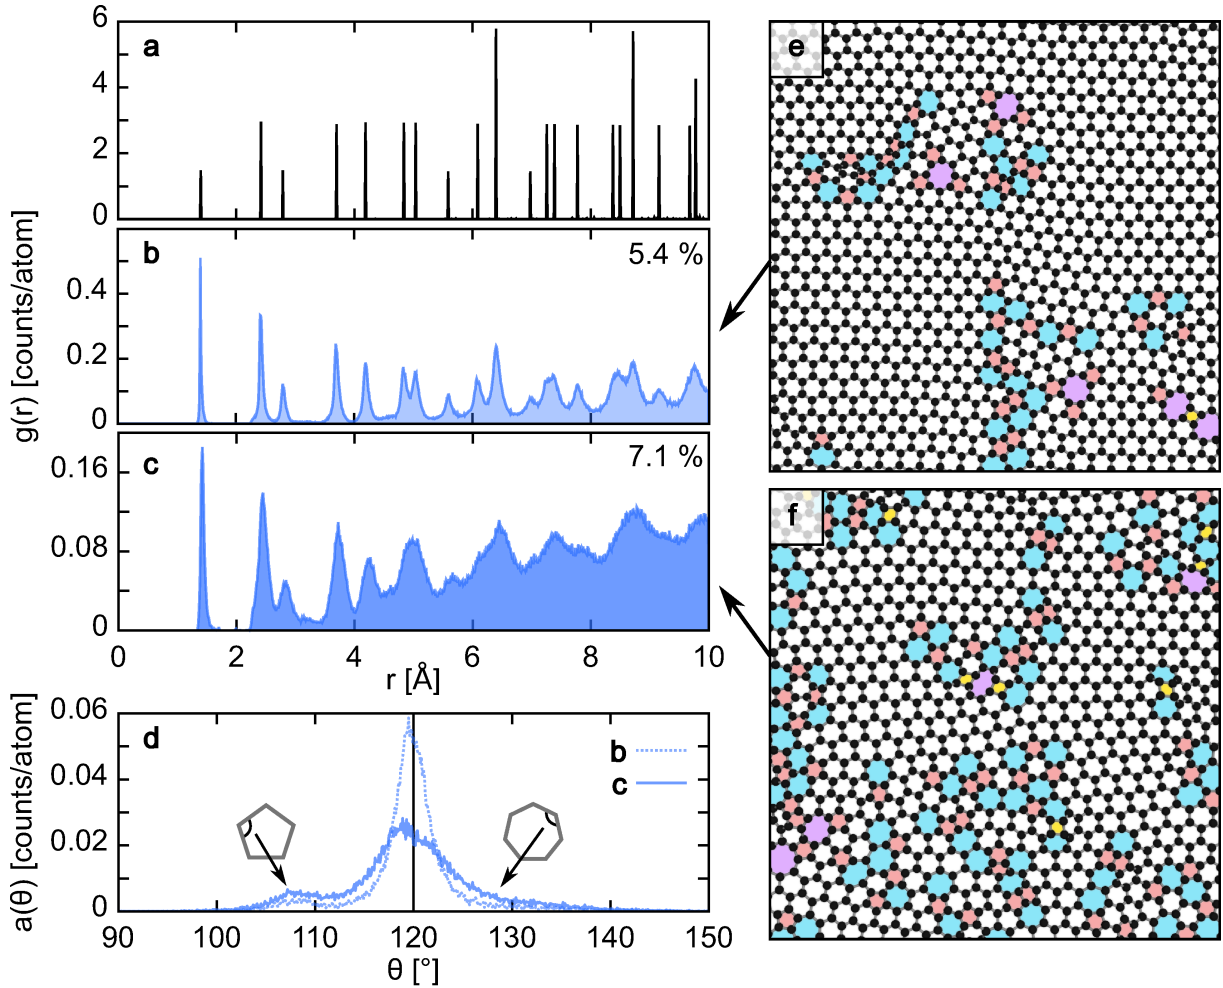 a
6
4
2
0
b
5.4 %
0.4
0.2
0
g(r) [counts/atom]
c
7.1 %
0.16
0.08
0
0 2 4 6 8 10
r [Å]
d
0.06
0.04
0.02
0
a(θ) [counts/atom]
b
c
90 100 110 120 130 140 150
θ [°]
e
f